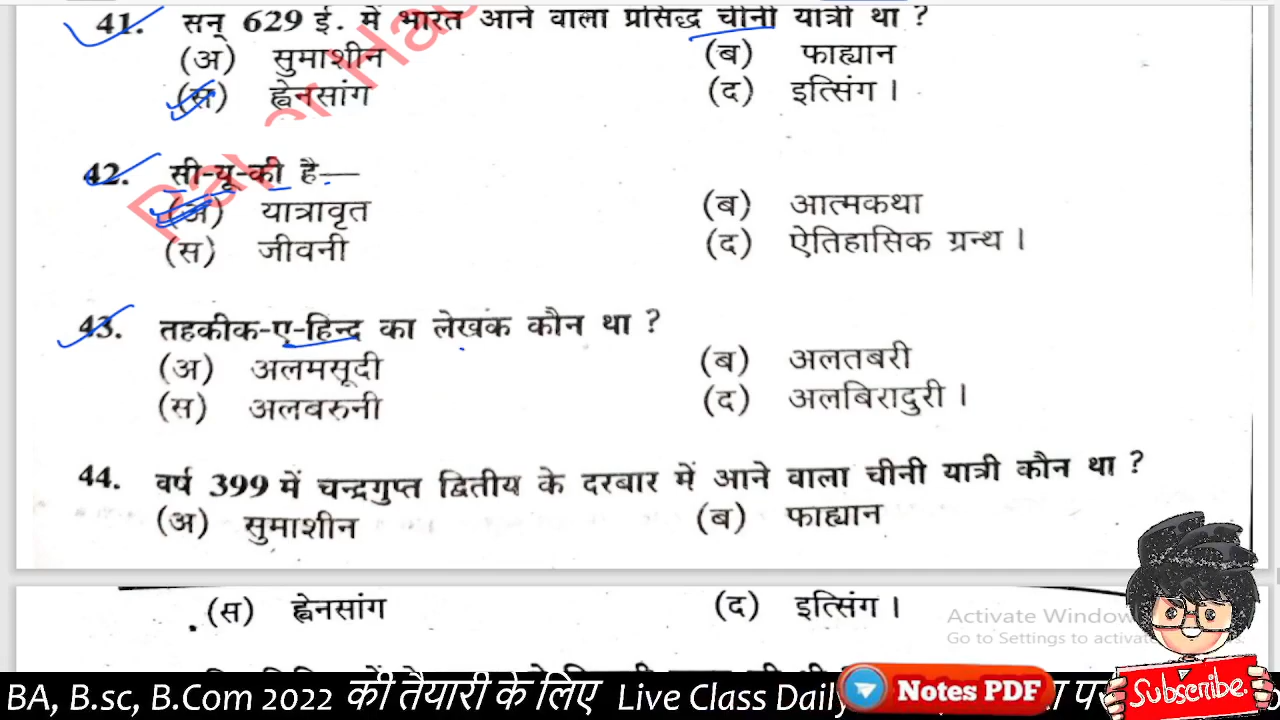 41. सन् 629 ई. में भारत आने वाला प्रसिद्ध चीनी यात्री था ?
(अ) सुमाशीन (ब) फाह्यान
(स) ह्वेनसांग (द) इत्सिंग ।
42. सी-यू-की है—
(अ) यात्रावृत (ब) आत्मकथा
(स) जीवनी (द) ऐतिहासिक ग्रन्थ ।
43. तहकीक-ए-हिन्द का लेखक कौन था ?
(अ) अलमसूदी (ब) अलतबरी
(स) अलबरुनी (द) अलबिरादुरी ।
44. वर्ष 399 में चन्द्रगुप्त द्वितीय के दरबार में आने वाला चीनी यात्री कौन था ?
(अ) सुमाशीन (ब) फाह्यान
(स) ह्वेनसांग (द) इत्सिंग ।
Activate Window
Go to Settings to activat
BA, B.sc, B.Com 2022 की तैयारी के लिए Live Class Daily
Notes PDF
Subscribe.